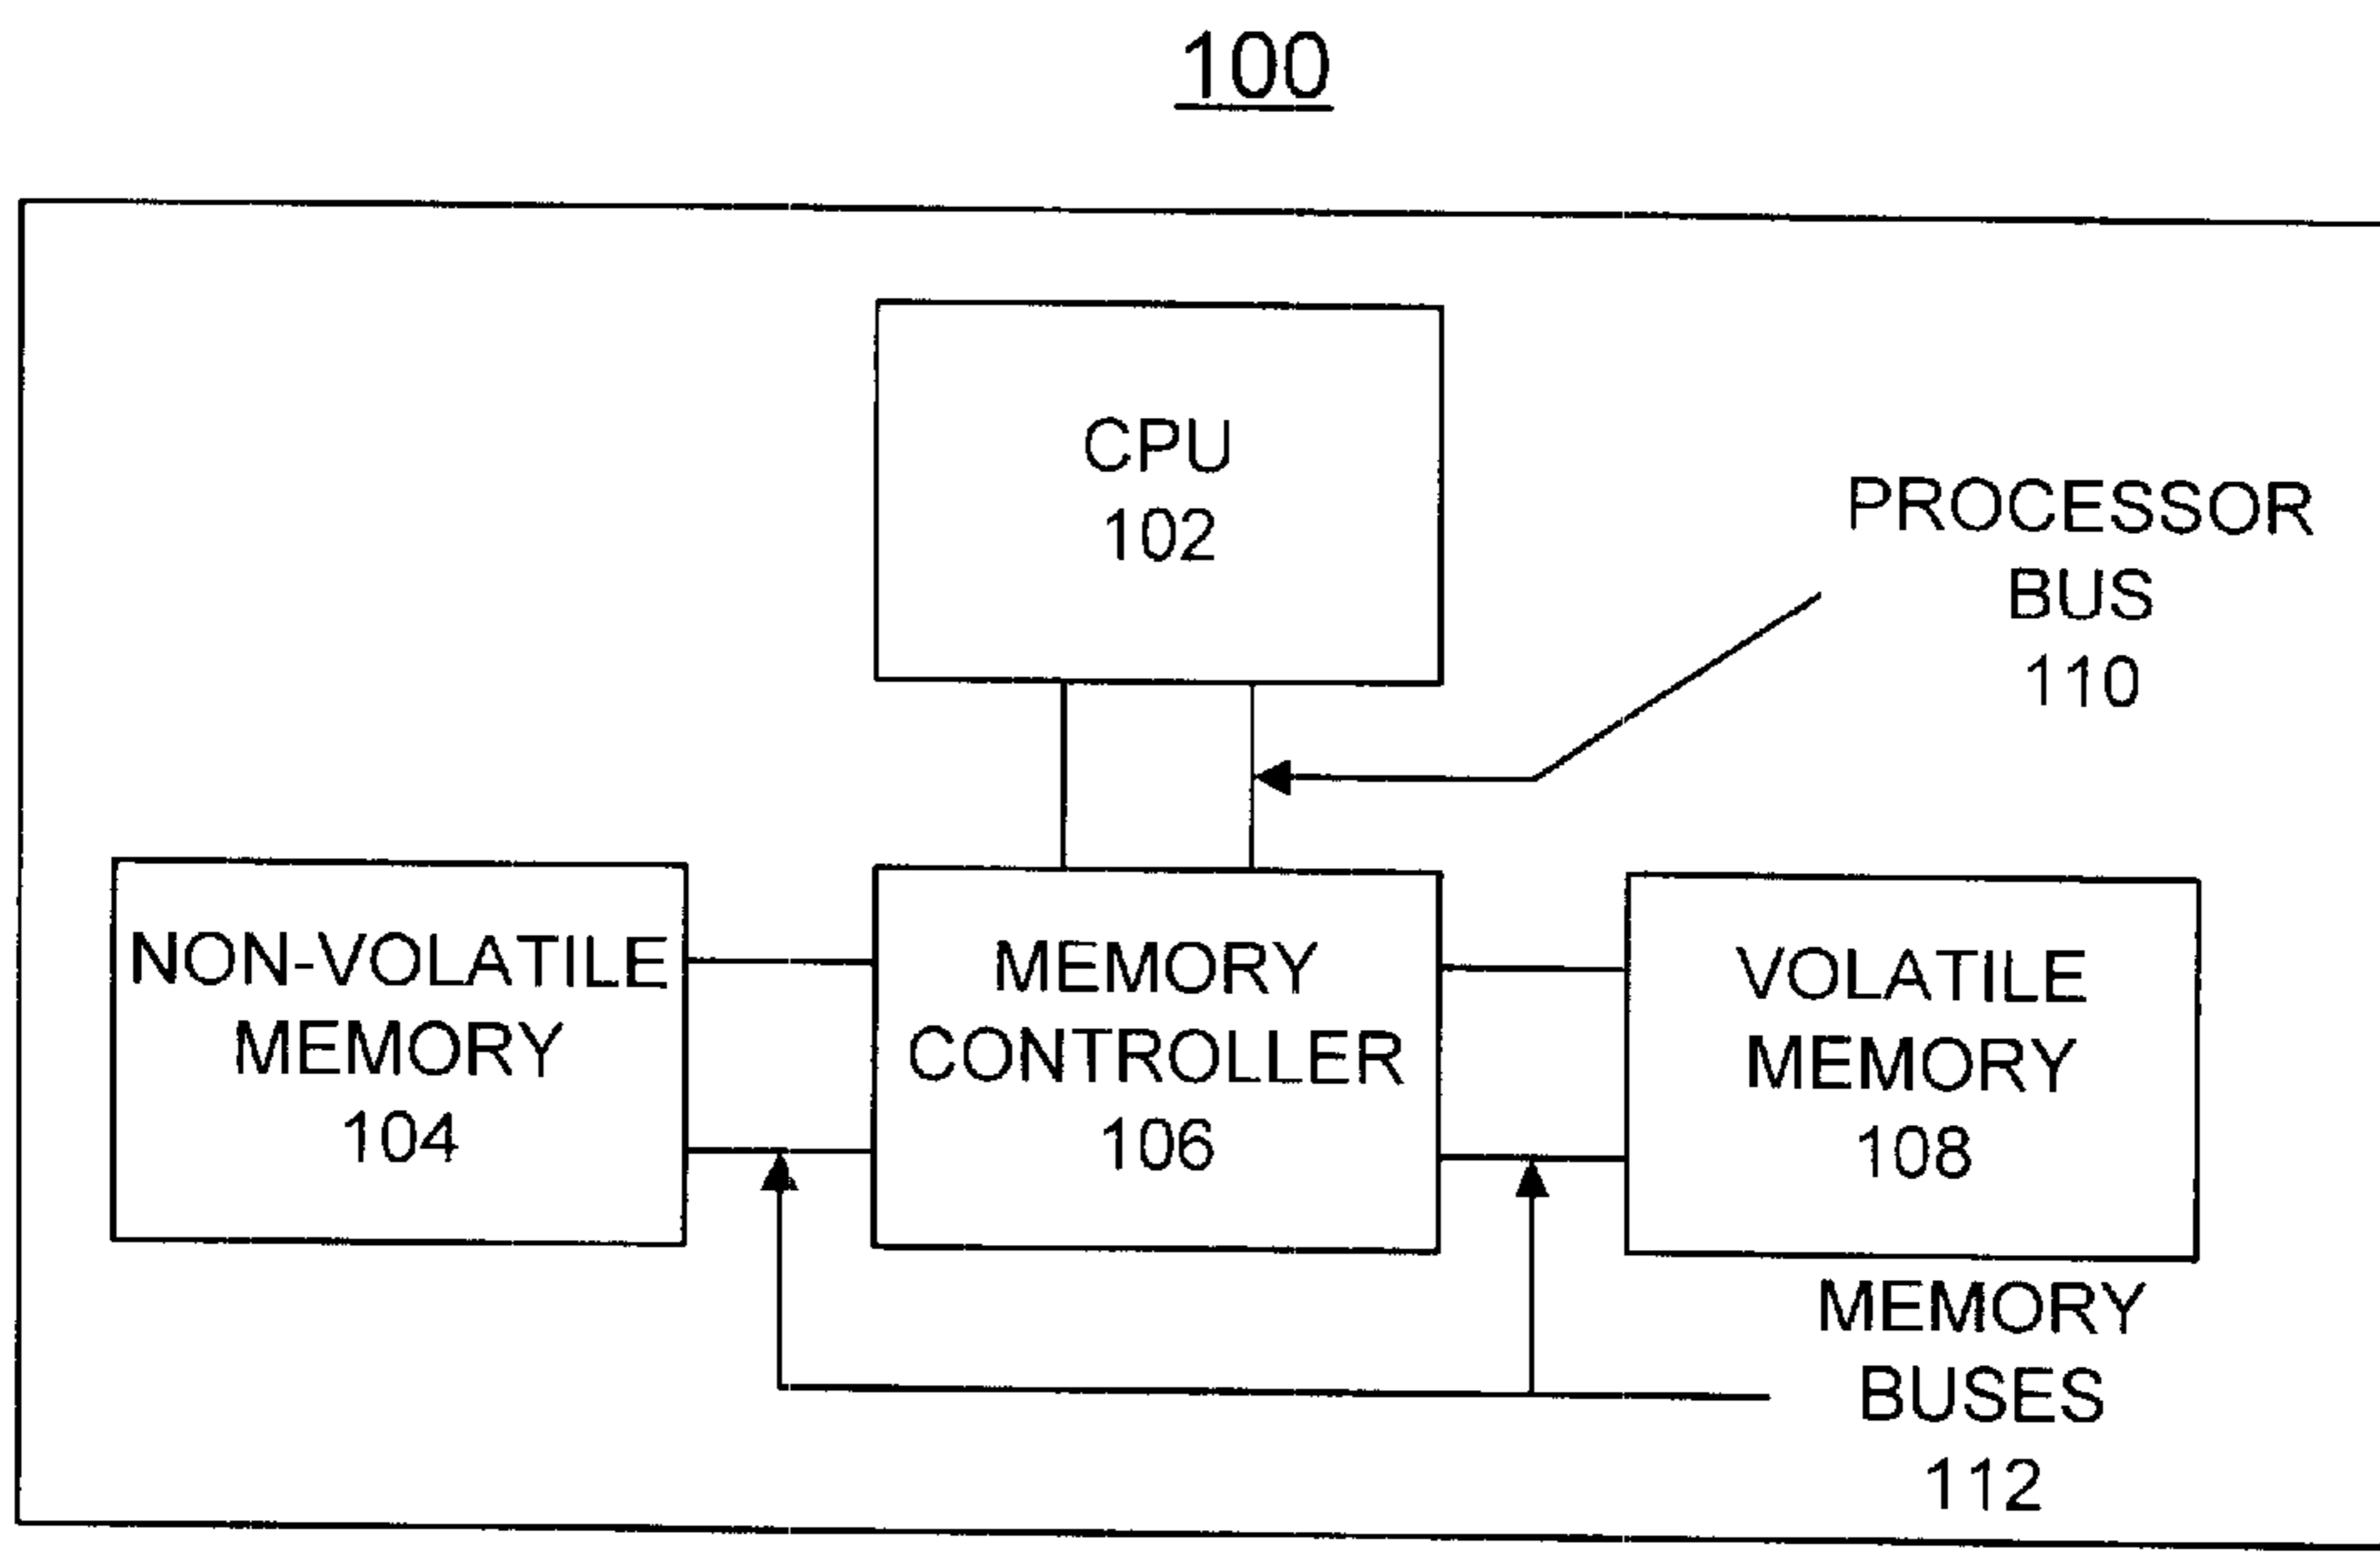 100
CPU
102
PROCESSOR
BUS
110
NON-VOLATILE
MEMORY
104
MEMORY
CONTROLLER
106
VOLATILE
MEMORY
108
MEMORY
BUSES
112